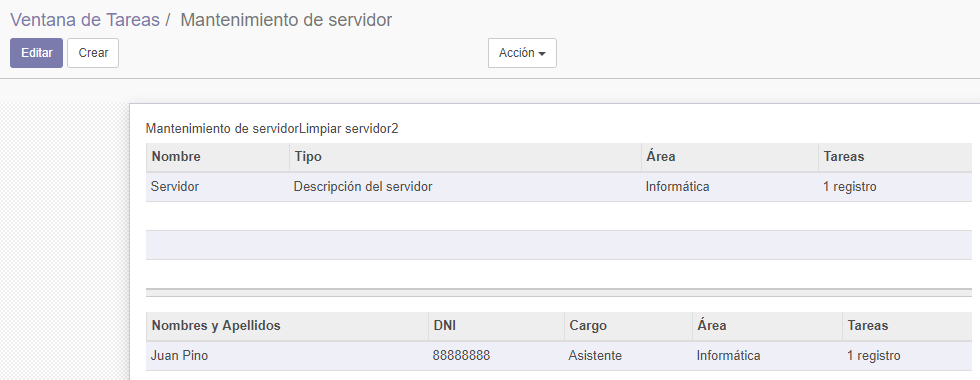 Ventana de Tareas / Mantenimiento de servidor
Editar Crear Acción
Mantenimiento de servidorLimpiar servidor2
Nombre Tipo Área Tareas
Servidor Descripción del servidor Informática 1 registro
Nombres y Apellidos DNI Cargo Área Tareas
Juan Pino 88888888 Asistente Informática 1 registro